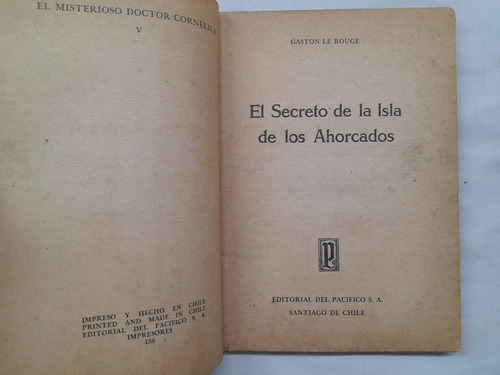 EL MISTERIOSO DOCTOR CORNELIUS
V
IMPRESO Y HECHO EN CHILE
PRINTED AND MADE IN CHILE
EDITORIAL DEL PACIFICO S. A.
IMPRESORES
158
GASTON LE ROUGE
El Secreto de la Isla
de los Ahorcados
P
EDITORIAL DEL PACIFICO S. A.
SANTIAGO DE CHILE